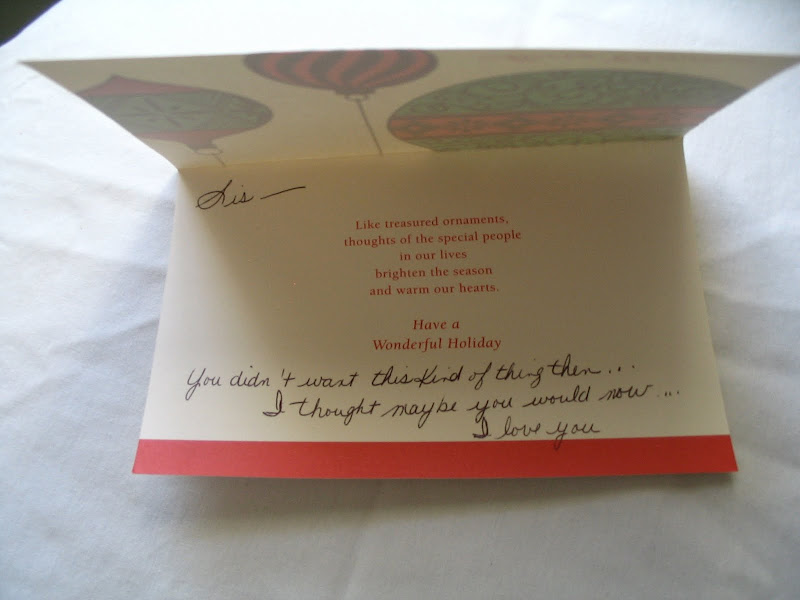 Sis —
Like treasured ornaments,
thoughts of the special people
in our lives
brighten the season
and warm our hearts.
Have a
Wonderful Holiday
You didn't want this kind of thing then...
I thought maybe you would now...
I love you